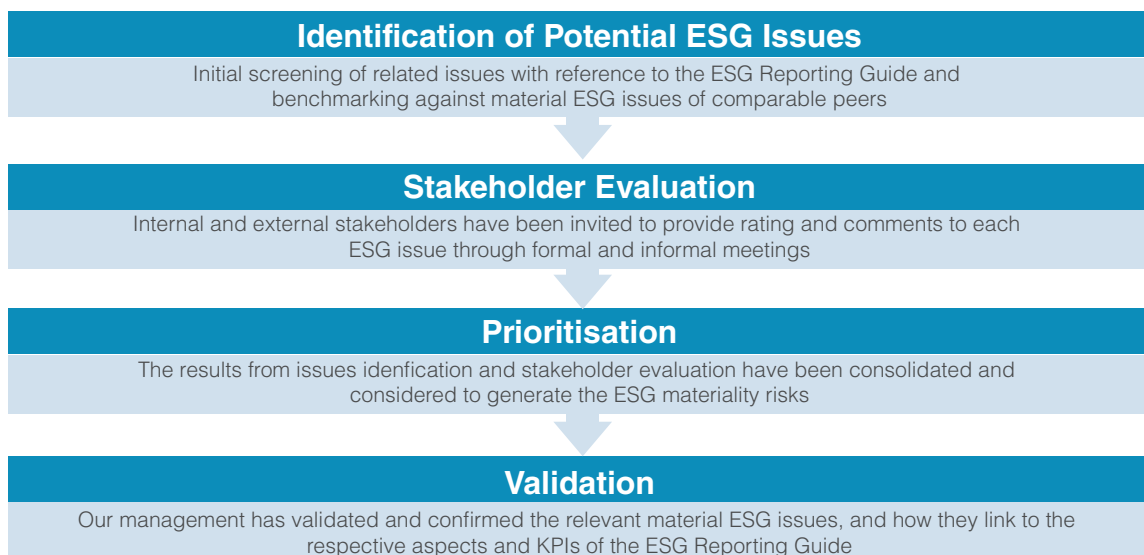 Identification of Potential ESG Issues
Initial screening of related issues with reference to the ESG Reporting Guide and
benchmarking against material ESG issues of comparable peers
Stakeholder Evaluation
Internal and external stakeholders have been invited to provide rating and comments to each
ESG issue through formal and informal meetings
Prioritisation
The results from issues idenfication and stakeholder evaluation have been consolidated and
considered to generate the ESG materiality risks
Validation
Our management has validated and confirmed the relevant material ESG issues, and how they link to the
respective aspects and KPIs of the ESG Reporting Guide